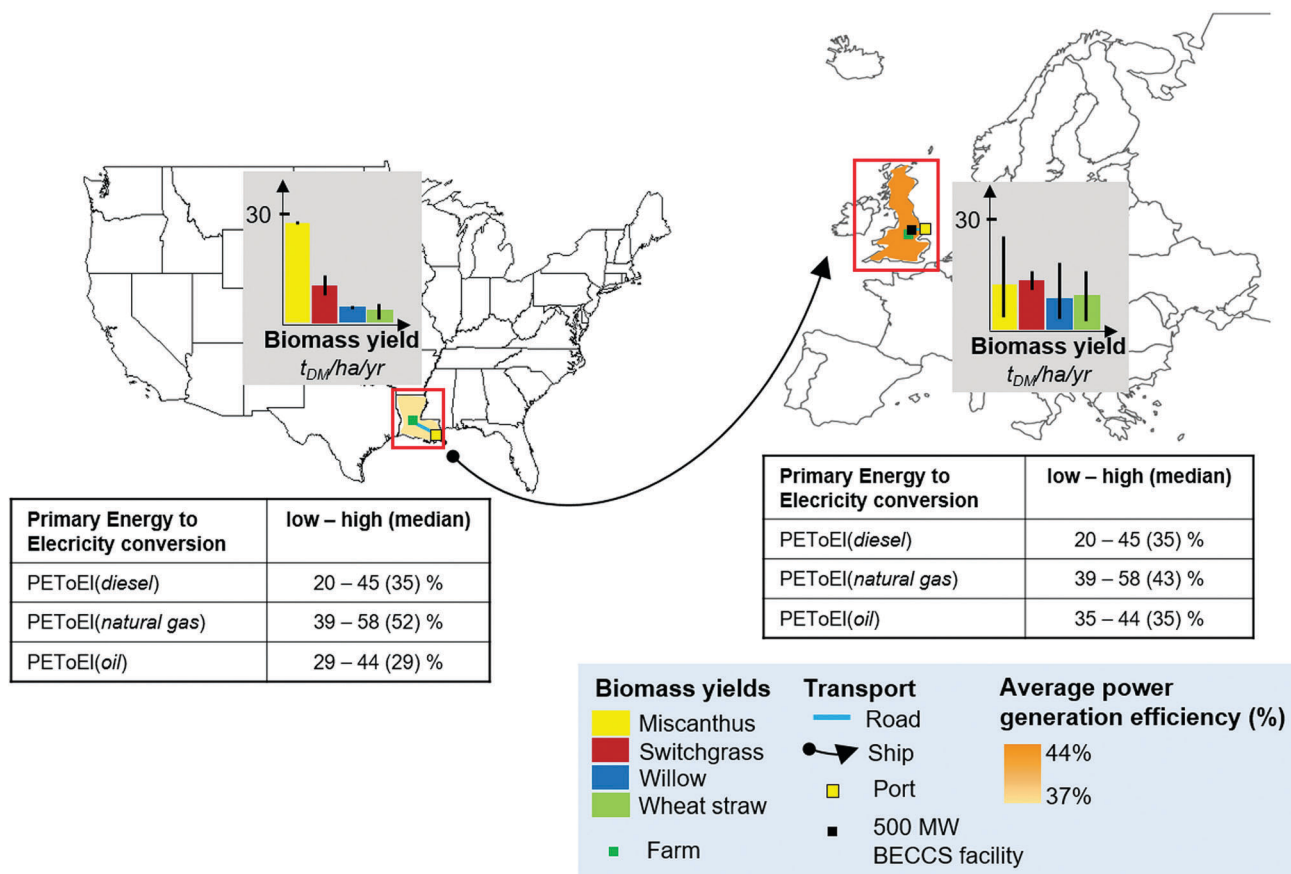 30
Biomass yield
tDM/ha/yr
30
Biomass yield
tDM/ha/yr
Primary Energy to
Elecricity conversion
low – high (median)
PEToEl(diesel)
20 – 45 (35) %
PEToEl(natural gas)
39 – 58 (52) %
PEToEl(oil)
29 – 44 (29) %
Primary Energy to
Elecricity conversion
low – high (median)
PEToEl(diesel)
20 – 45 (35) %
PEToEl(natural gas)
39 – 58 (43) %
PEToEl(oil)
35 – 44 (35) %
Biomass yields
Miscanthus
Switchgrass
Willow
Wheat straw
Farm
Transport
Road
Ship
Port
500 MW
BECCS facility
Average power
generation efficiency (%)
44%
37%